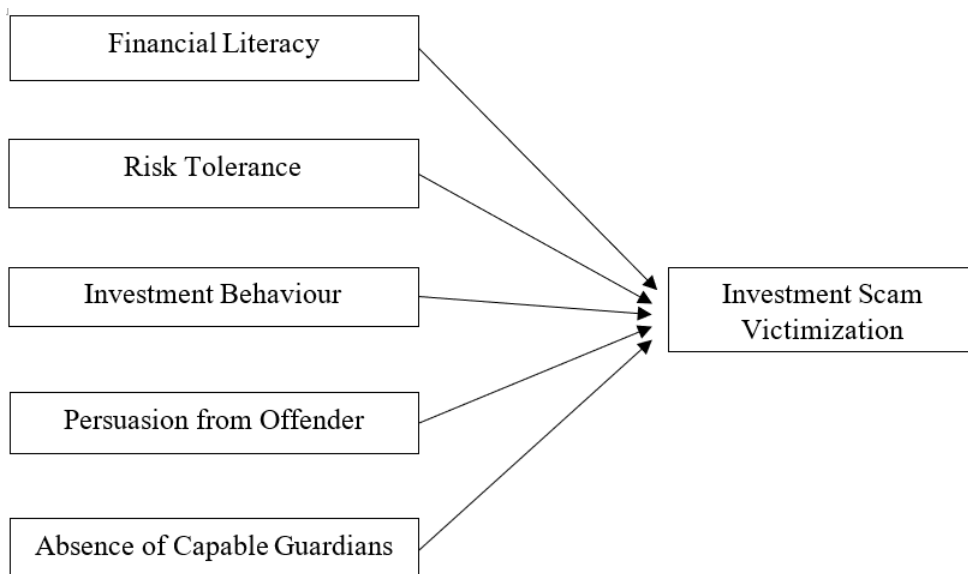 Financial Literacy
Risk Tolerance
Investment Behaviour
Persuasion from Offender
Absence of Capable Guardians
Investment Scam
Victimization